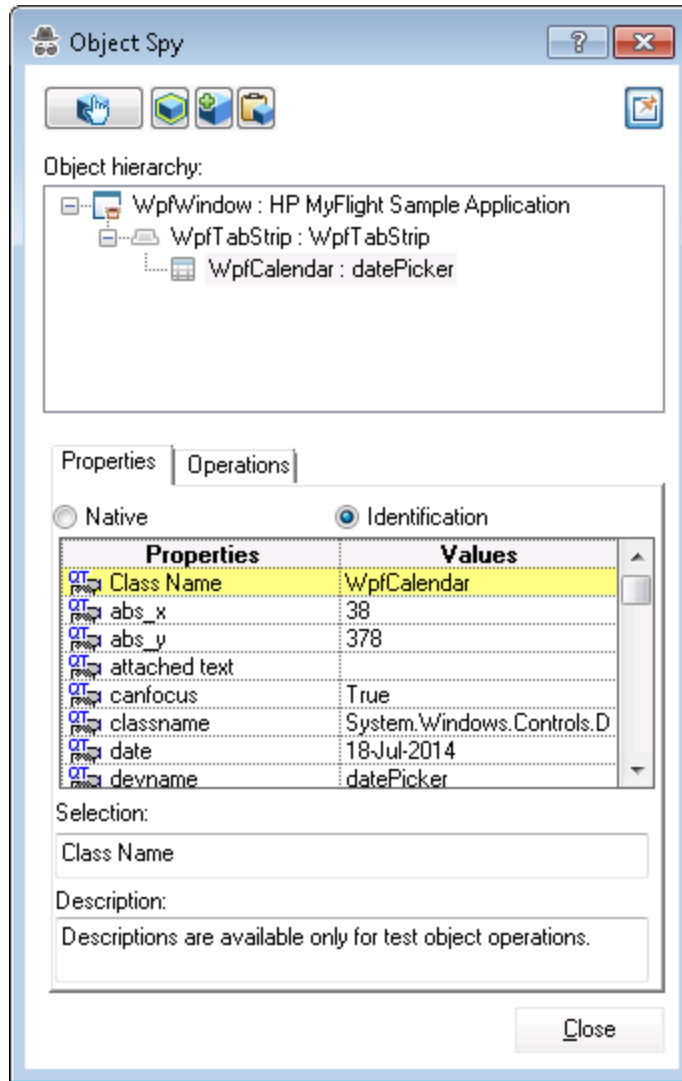 Object Spy
Object hierarchy:
WpfWindow : HP MyFlight Sample Application
WpfTabStrip : WpfTabStrip
WpfCalendar : datePicker
Properties Operations
Native Identification
Properties Values
Class Name WpfCalendar
abs_x 38
abs_y 378
attached text
canfocus True
classname System.Windows.Controls.D
date 18-Jul-2014
devname datePicker
Selection:
Class Name
Description:
Descriptions are available only for test object operations.
Close